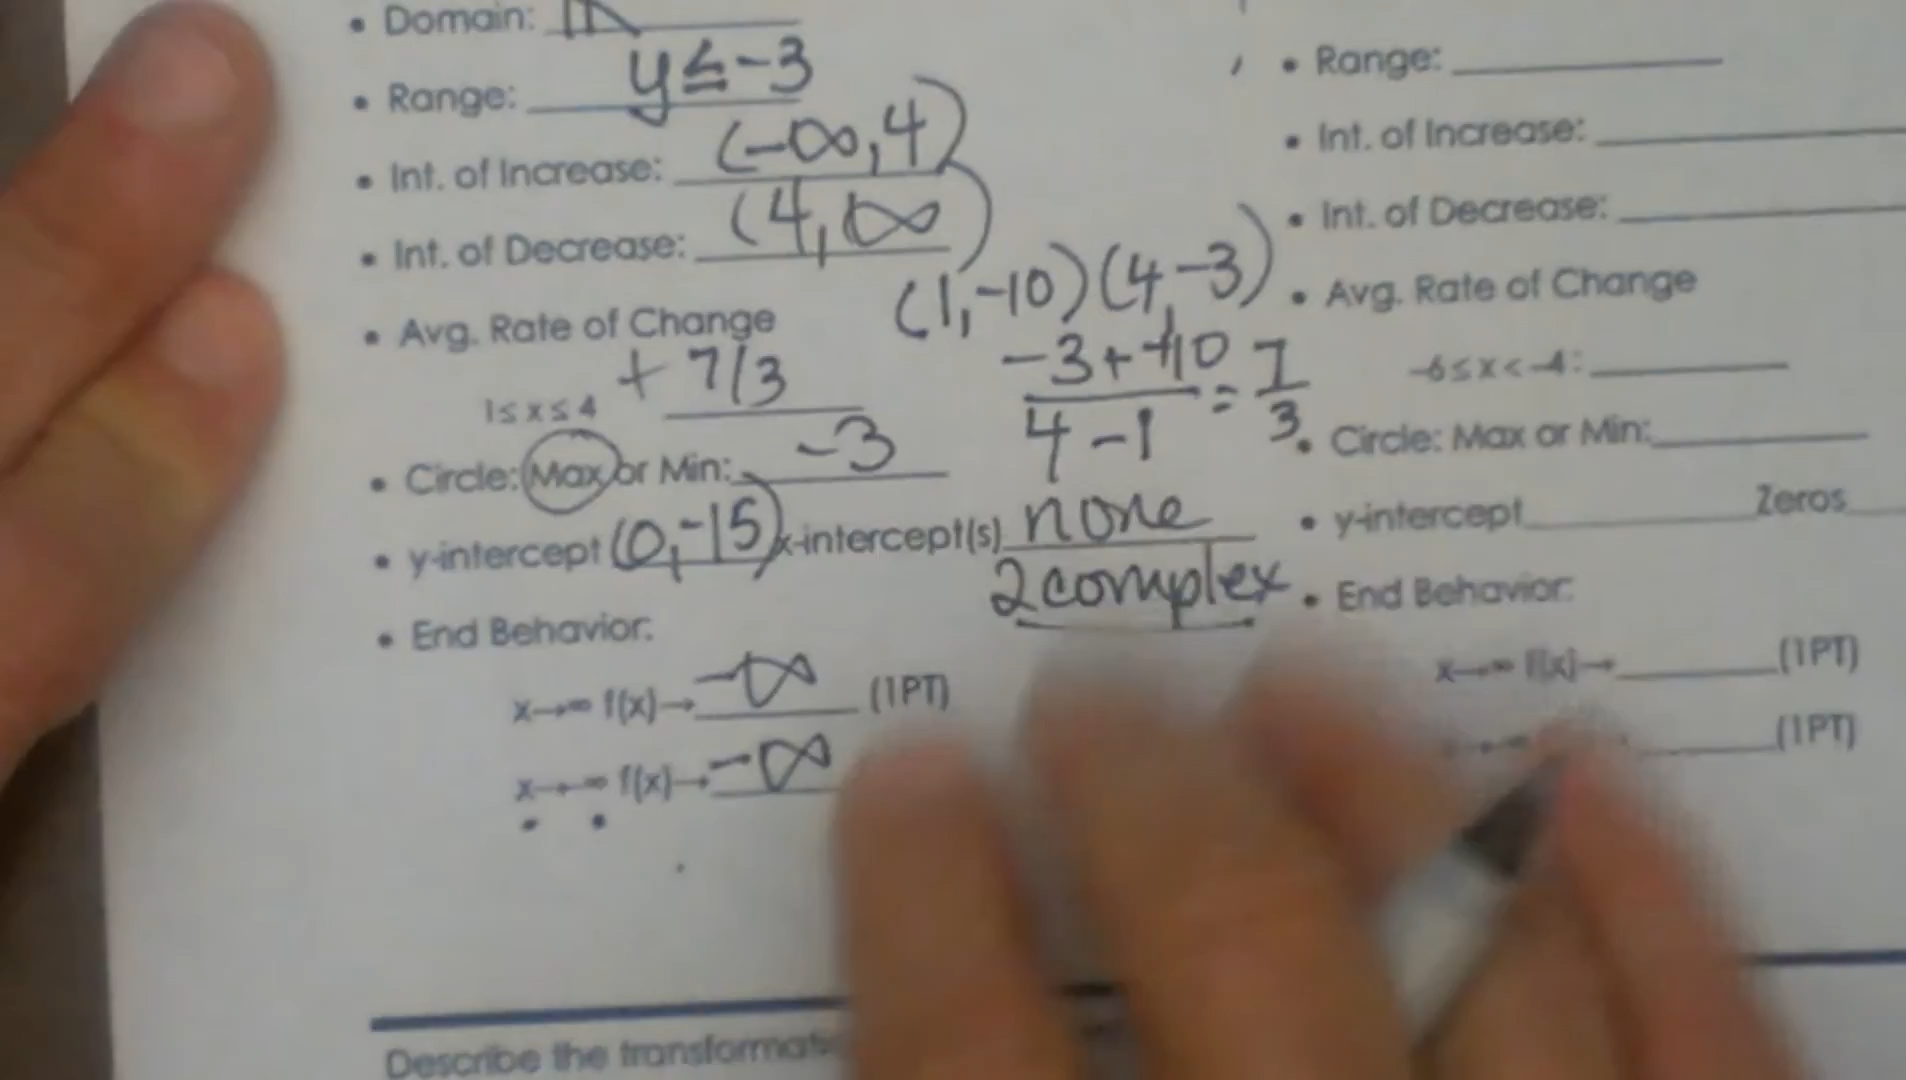 • Domain:
• Range: y ≤ -3
• Int. of Increase: (-∞, 4)
• Int. of Decrease: (4, ∞)
• Avg. Rate of Change
1 ≤ x ≤ 4 + 7/3
(1, -10) (4, -3)
-3 + +10 = 7
4 - 1 3
• Circle: Max or Min: -3
• y-intercept (0, -15) x-intercept(s) none
2 complex
• End Behavior:
x→∞ f(x)→ -∞ (1PT)
x→-∞ f(x)→ -∞
Describe the
• Range:
• Int. of Increase:
• Int. of Decrease:
• Avg. Rate of Change
-6 ≤ x < -4:
• Circle: Max or Min:
• y-intercept Zeros
• End Behavior:
x→∞ f(x)→ (1PT)
(1PT)